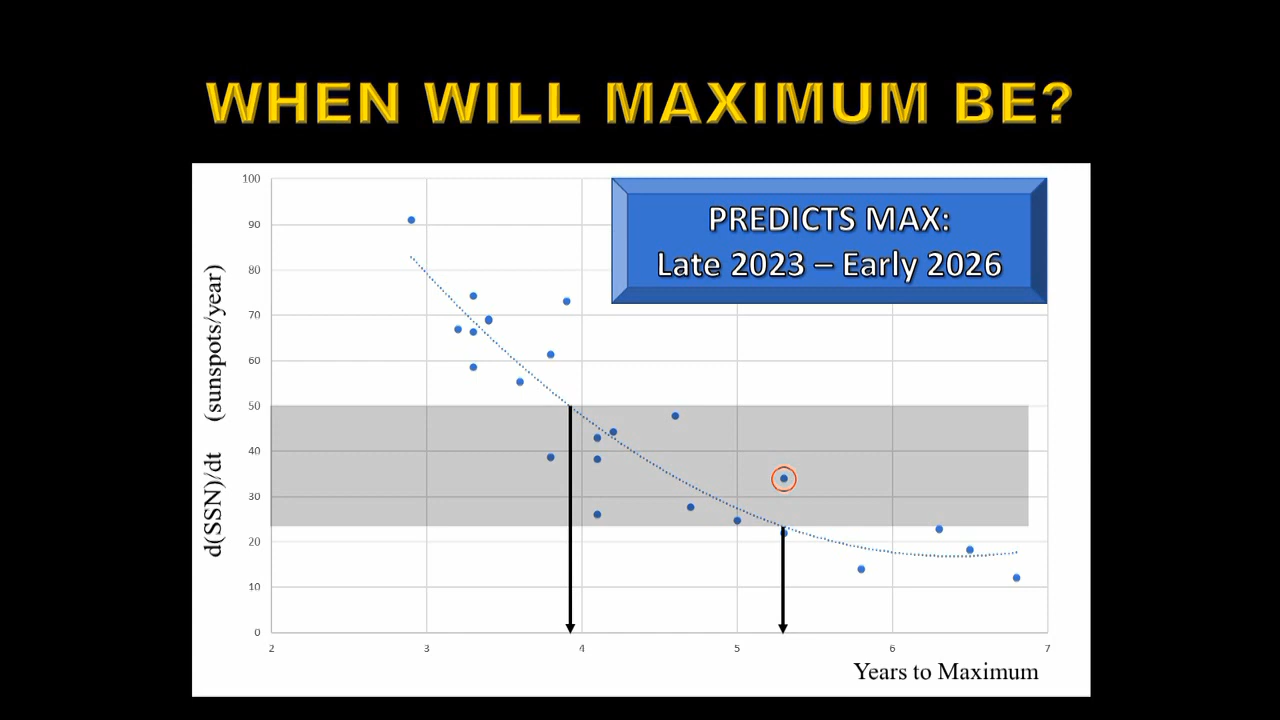 WHEN WILL MAXIMUM BE?
PREDICTS MAX:
Late 2023 – Early 2026
d(SSN)/dt (sunspots/year)
100
90
80
70
60
50
40
30
20
10
0
2 3 4 5 6 7
Years to Maximum